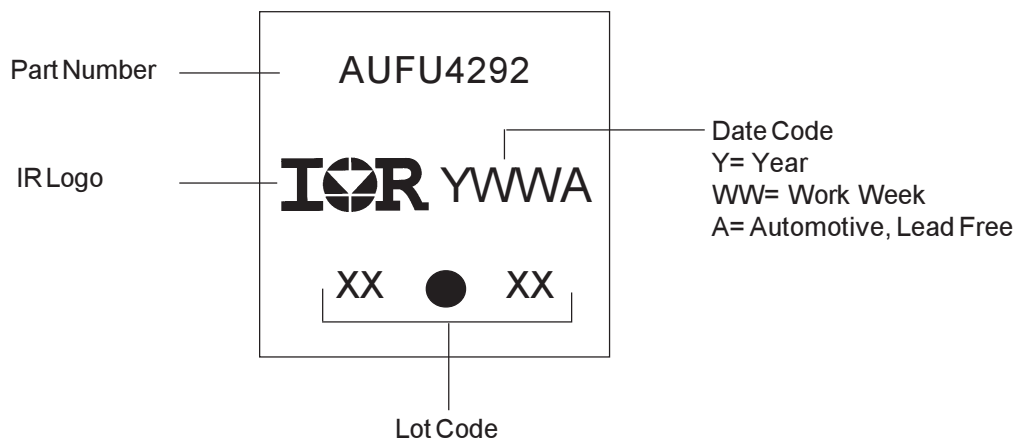 Part Number
AUFU4292
IR Logo
IOR YWWA
Date Code
Y= Year
WW= Work Week
A= Automotive, Lead Free
XX XX
Lot Code